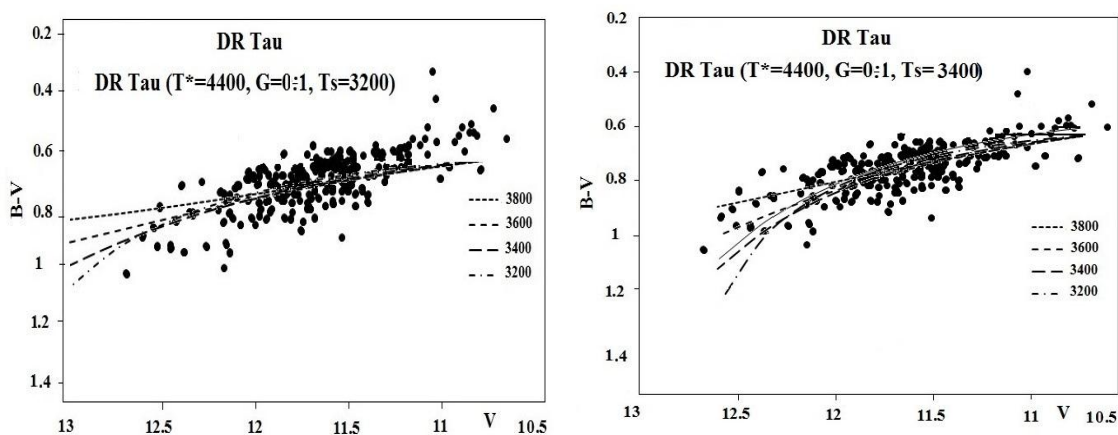 DR Tau
DR Tau (T*=4400, G=0:1, Ts=3200)
B-V
0.2
0.4
0.6
0.8
1
1.2
1.4
3800
3600
3400
3200
13 12.5 12 11.5 11 V 10.5
DR Tau
DR Tau (T*=4400, G=0:1, Ts=3400)
B-V
0.2
0.4
0.6
0.8
1
1.2
1.4
3800
3600
3400
3200
13 12.5 12 11.5 11 V 10.5